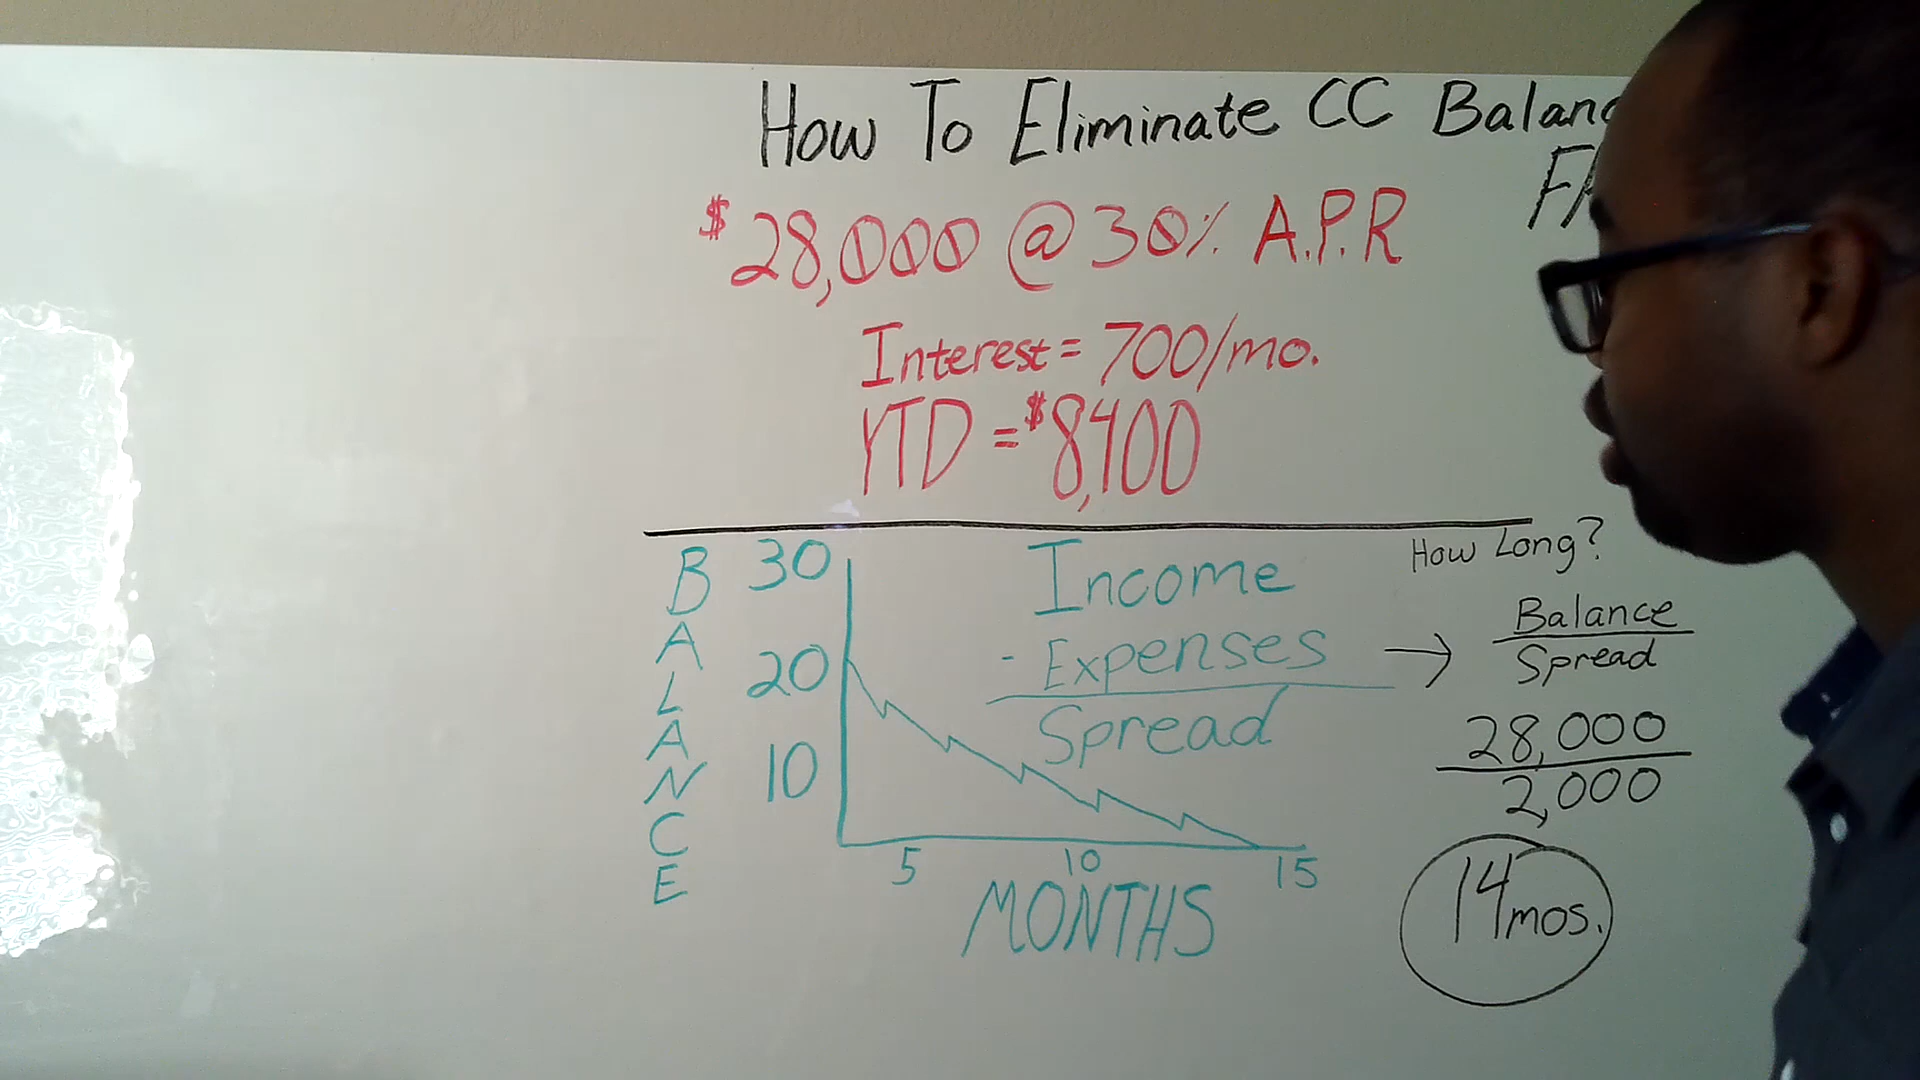 How To Eliminate CC
$28,000 @ 30% A.P.R
Interest = 700/mo.
YTD = $8,400
BALANCE
30
20
10
5 10 15
MONTHS
Income
- Expenses
Spread
How Long?
→ Balance
Spread
28,000
2,000
14 mos.